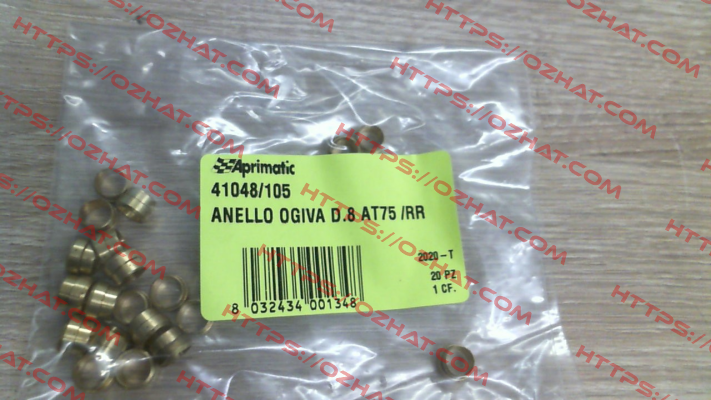 Aprimatic
41048/105
ANELLO OGIVA D.8 AT75 /RR
2020-T
20 PZ
1 CF.
8 032434 001348
HTTPS://OZHAT.COM